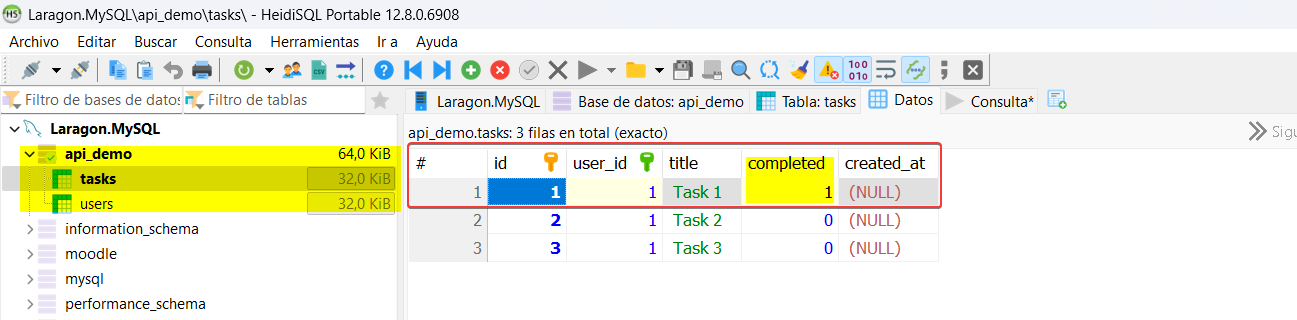 Laragon.MySQL\api_demo\tasks\ - HeidiSQL Portable 12.8.0.6908
Archivo Editar Buscar Consulta Herramientas Ir a Ayuda
Filtro de bases de datos Filtro de tablas
Laragon.MySQL
api_demo 64,0 KiB
tasks 32,0 KiB
users 32,0 KiB
information_schema
moodle
mysql
performance_schema
Laragon.MySQL Base de datos: api_demo Tabla: tasks Datos Consulta*
api_demo.tasks: 3 filas en total (exacto) Sigu
# id user_id title completed created_at
1 1 1 Task 1 1 (NULL)
2 2 1 Task 2 0 (NULL)
3 3 1 Task 3 0 (NULL)